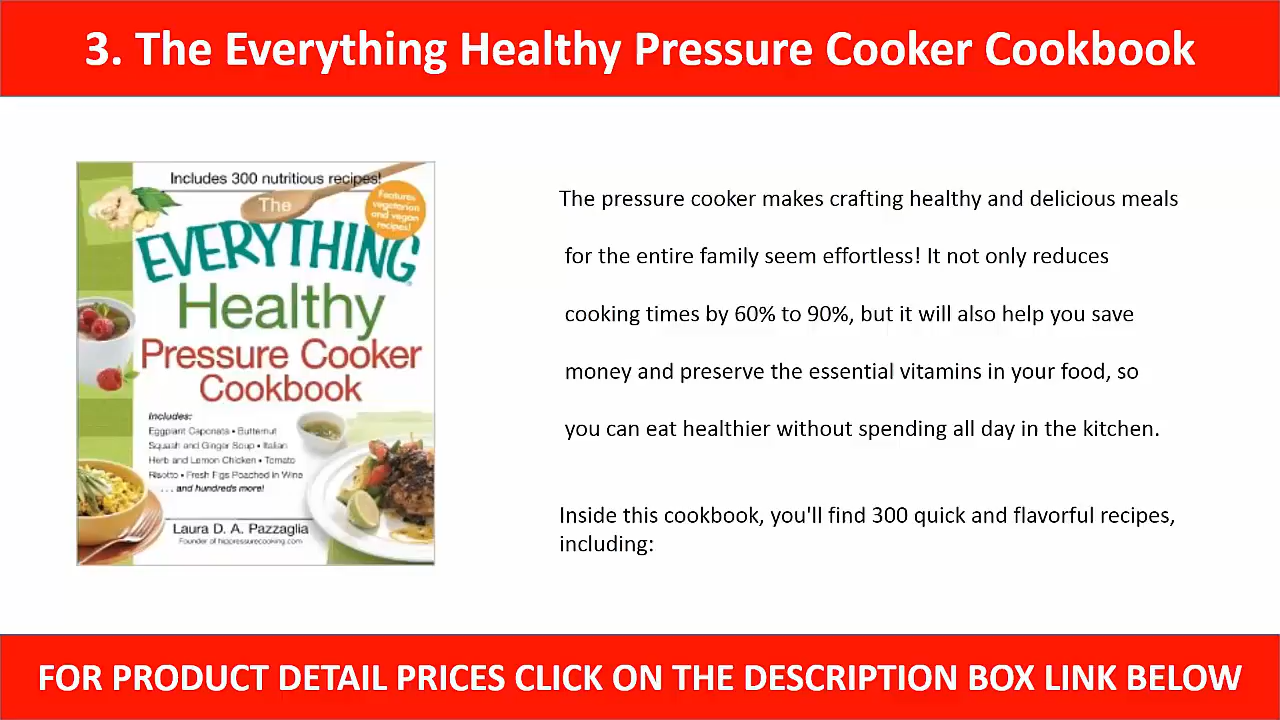 3. The Everything Healthy Pressure Cooker Cookbook
Includes 300 nutritious recipes!
Features
vegetarian
and vegan
recipes!
The
EVERYTHING
Healthy
Pressure Cooker
Cookbook
Includes:
Eggplant Caponata • Butternut
Squash and Ginger Soup • Italian
Herb and Lemon Chicken • Tomato
Risotto • Fresh Figs Poached in Wine
. . . and hundreds more!
Laura D. A. Pazzaglia
Founder of hippressurecooking.com
The pressure cooker makes crafting healthy and delicious meals
for the entire family seem effortless! It not only reduces
cooking times by 60% to 90%, but it will also help you save
money and preserve the essential vitamins in your food, so
you can eat healthier without spending all day in the kitchen.
Inside this cookbook, you'll find 300 quick and flavorful recipes,
including:
FOR PRODUCT DETAIL PRICES CLICK ON THE DESCRIPTION BOX LINK BELOW